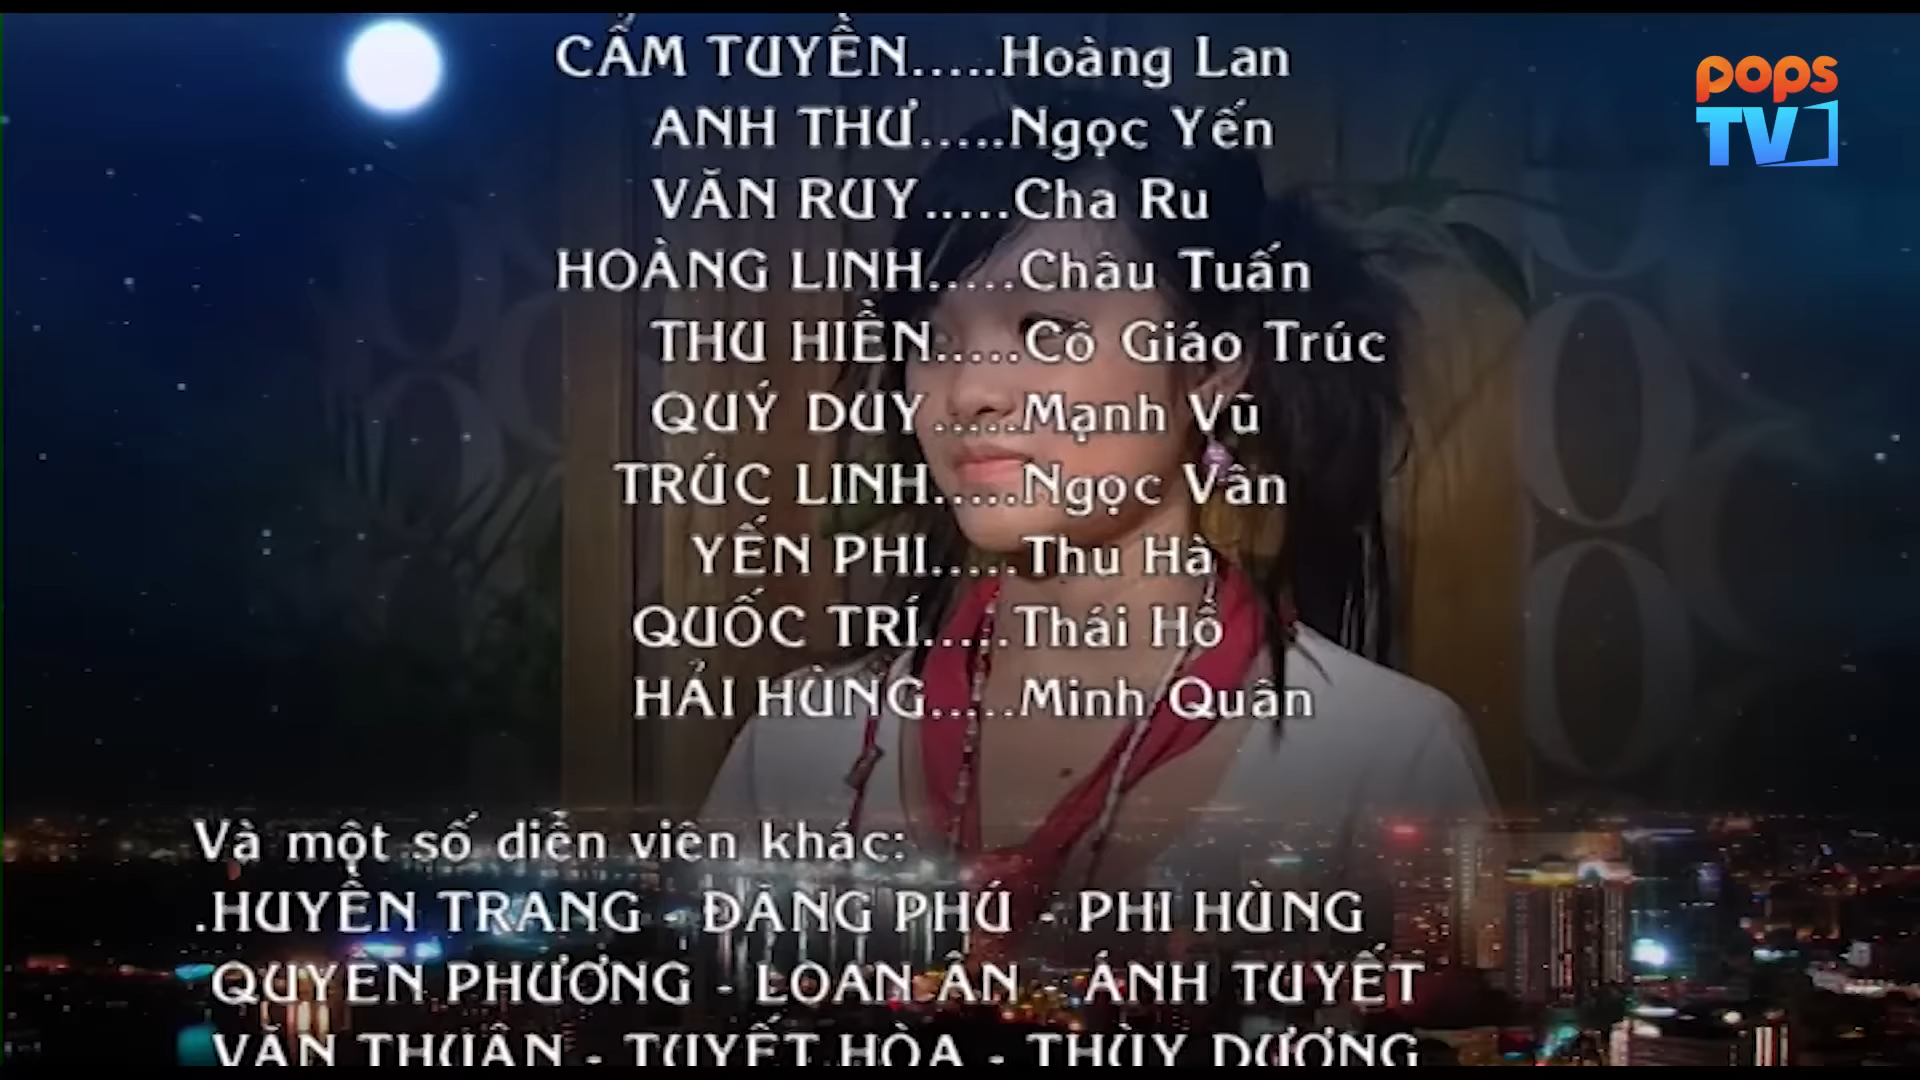 CẨM TUYỀN.....Hoàng Lan
pops
TV
ANH THƯ.....Ngọc Yến
VĂN RUY.....Cha Ru
HOÀNG LINH.....Châu Tuấn
THU HIỀN.....Cô Giáo Trúc
QUÝ DUY.....Mạnh Vũ
TRÚC LINH.....Ngọc Vân
YẾN PHI.....Thu Hà
QUỐC TRÍ.....Thái Hồ
HẢI HÙNG.....Minh Quân
Và một số diễn viên khác:
.HUYỀN TRANG - ĐĂNG PHÚ - PHI HÙNG
QUYỀN PHƯƠNG - LOAN ÂN - ÁNH TUYẾT
VĂN THUẬN - TUYẾT HÒA - THÙY DƯƠNG